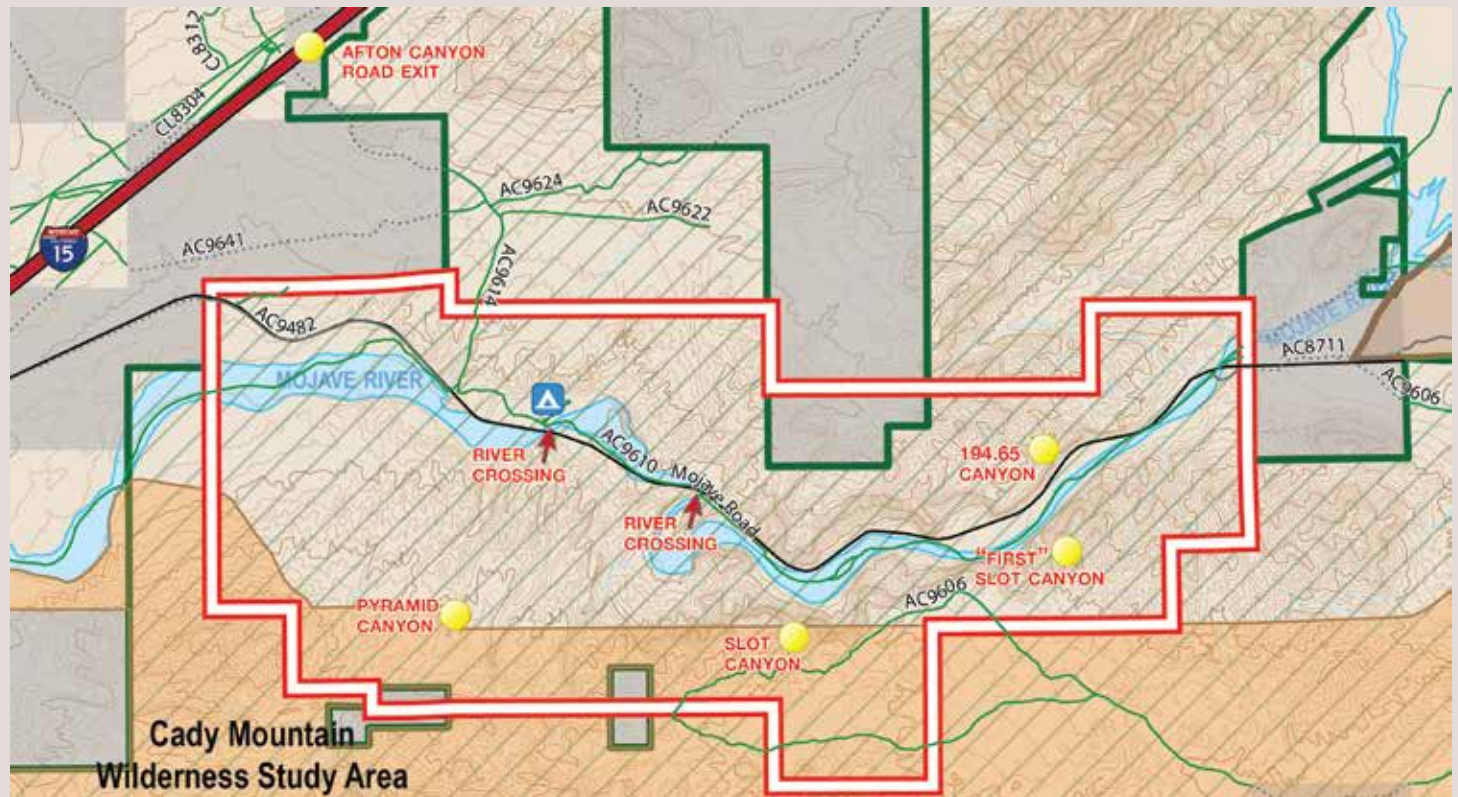 CL8312
AFTON CANYON
ROAD EXIT
CL8304
INTERSTATE
15
AC9641
AC9624
AC9622
AC9614
AC9482
MOJAVE RIVER
RIVER
CROSSING
AC9610
Mojave Road
RIVER
CROSSING
194.65
CANYON
"FIRST"
SLOT CANYON
MOJAVE R
AC8711
AC9606
AC9606
PYRAMID
CANYON
SLOT
CANYON
Cady Mountain
Wilderness Study Area